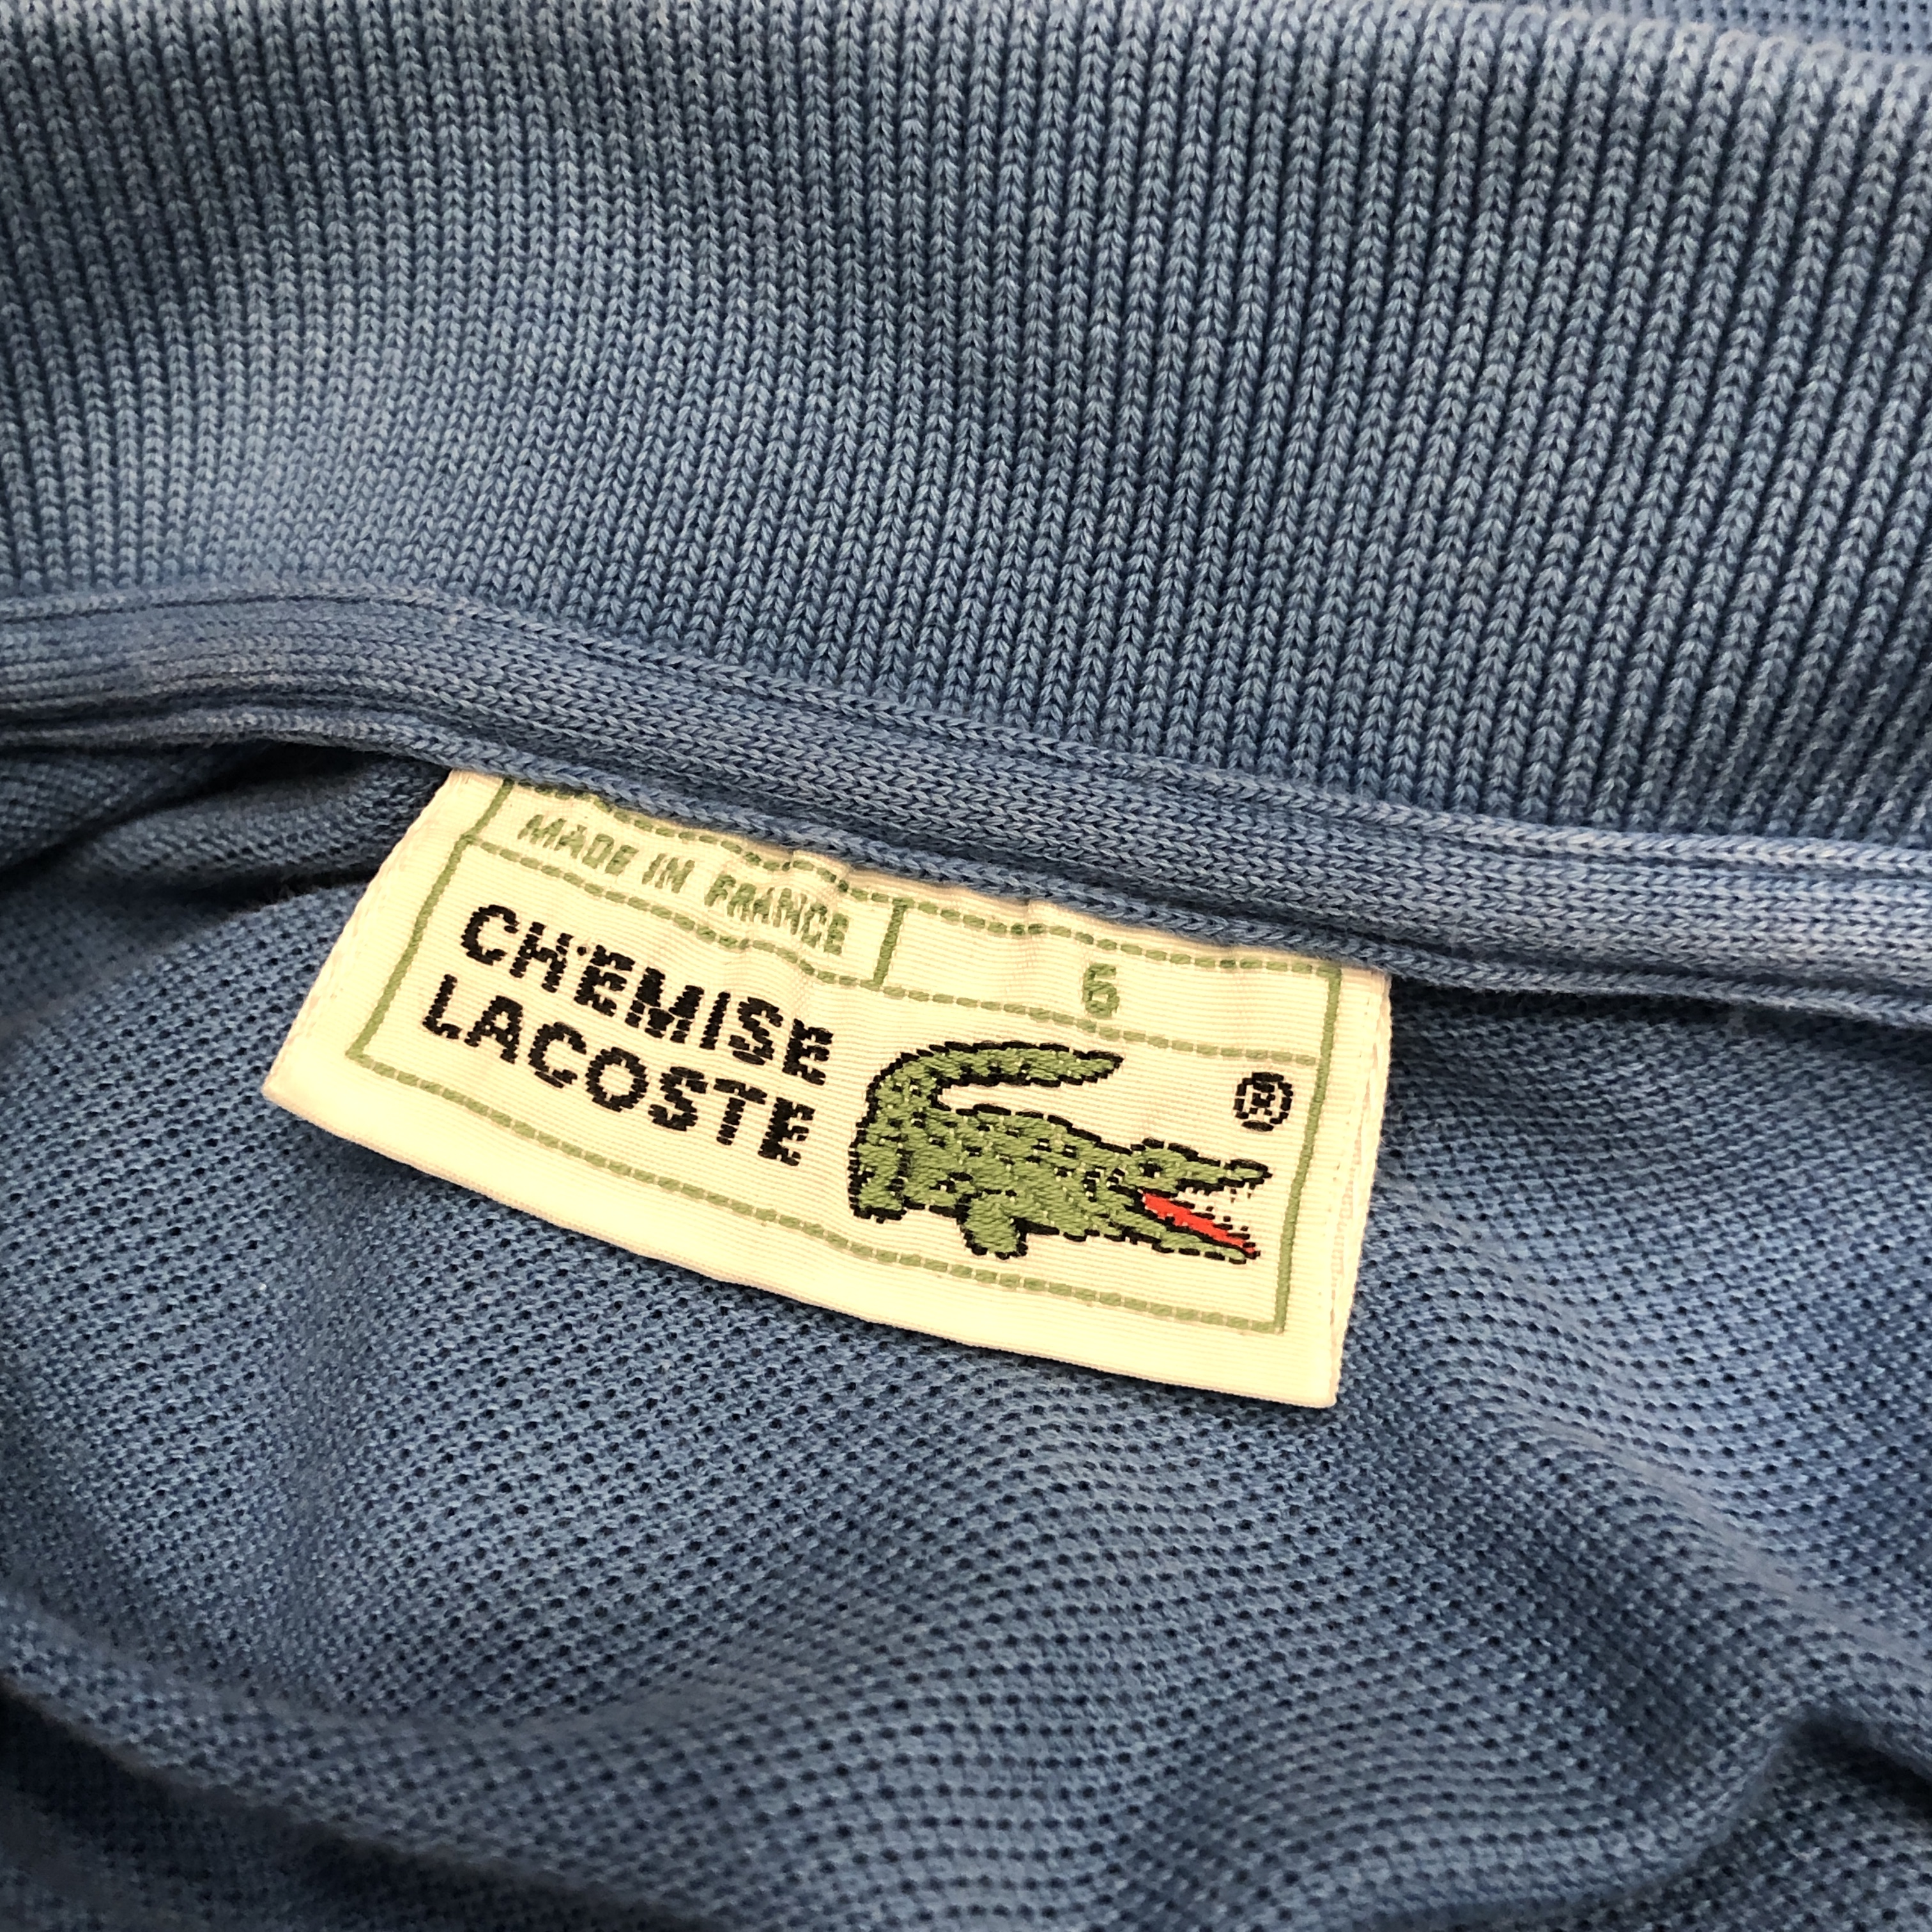 MADE IN FRANCE
6
CHEMISE
LACOSTE
®